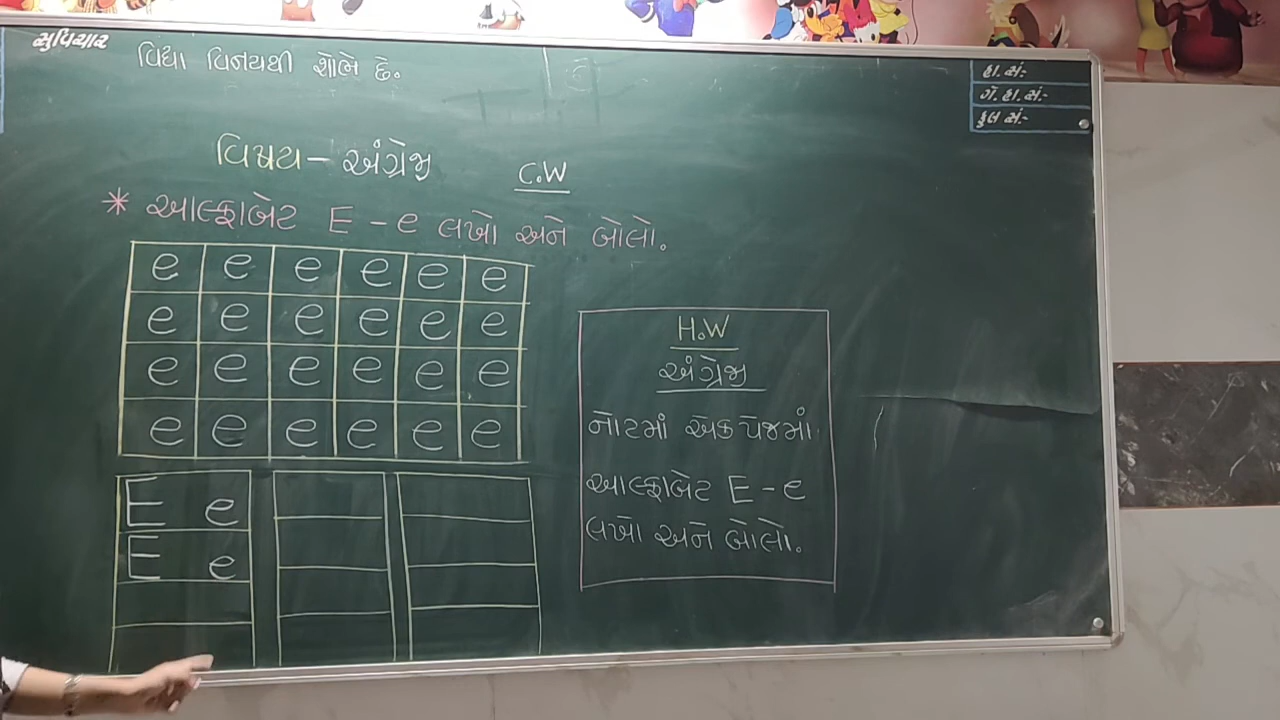 સુવિચાર
વિદ્યા વિનયથી શોભે છે.
હા.સં:-
ગે.હા.સં:-
કુલ સં:-
વિષય - અંગ્રેજી
C.W
* આલ્ફાબેટ E - e લખો અને બોલો.
e e e e e e
e e e e e e
e e e e e e
e e e e e e
E e
E e
H.W
અંગ્રેજી
નોટમાં એક પેજમાં
આલ્ફાબેટ E - e
લખો અને બોલો.